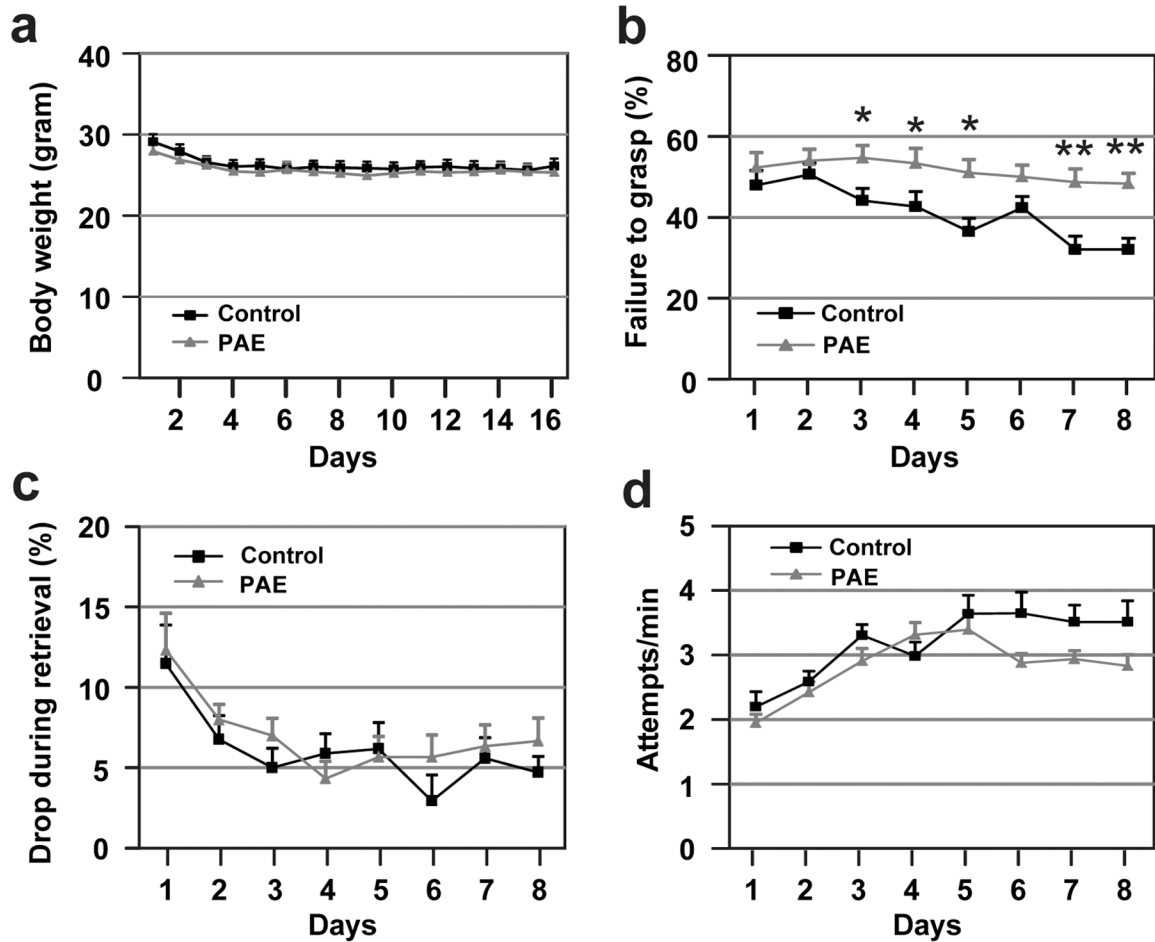 a
Body weight (gram)
40
30
20
10
0
Control
PAE
2 4 6 8 10 12 14 16
Days
b
Failure to grasp (%)
80
60
40
20
0
* * * ** **
Control
PAE
1 2 3 4 5 6 7 8
Days
c
Drop during retrieval (%)
20
15
10
5
0
Control
PAE
1 2 3 4 5 6 7 8
Days
d
Attempts/min
5
4
3
2
1
0
Control
PAE
1 2 3 4 5 6 7 8
Days